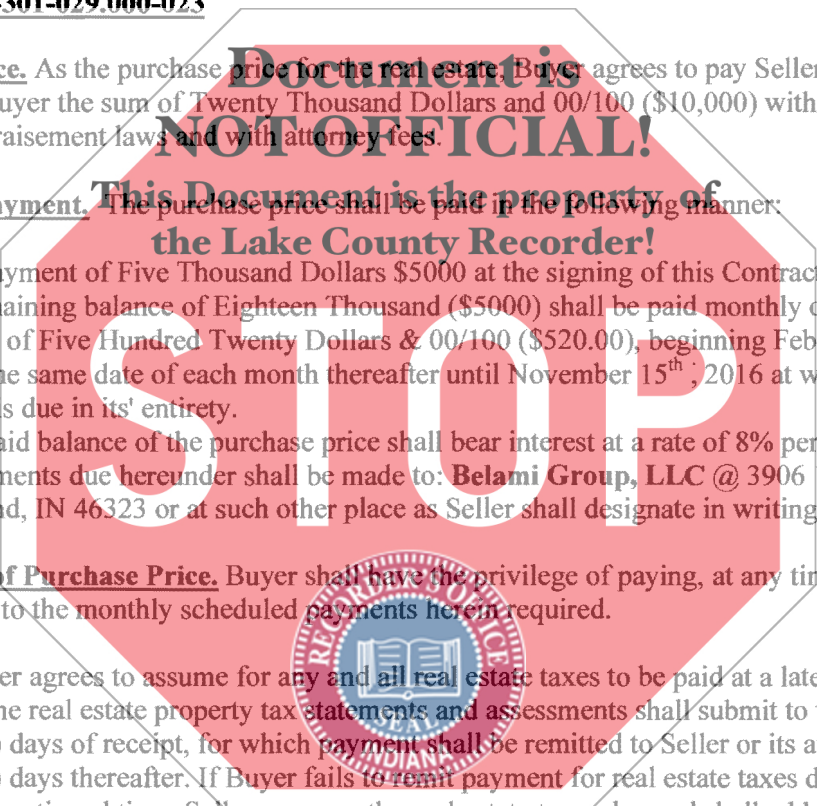 301-029.000-023
Document is
ce. As the purchase price for the real estate, Buyer agrees to pay Seller
uyer the sum of Twenty Thousand Dollars and 00/100 ($10,000) with
NOT OFFICIAL!
raisement laws and with attorney fees.
This Document is the property of
yment. The purchase price shall be paid in the following manner:
the Lake County Recorder!
yment of Five Thousand Dollars $5000 at the signing of this Contract
aining balance of Eighteen Thousand ($5000) shall be paid monthly
of Five Hundred Twenty Dollars & 00/100 ($520.00), beginning Feb
e same date of each month thereafter until November 15th, 2016 at w
s due in its' entirety.
aid balance of the purchase price shall bear interest at a rate of 8% per
ments due hereunder shall be made to: Belami Group, LLC @ 3906
nd, IN 46323 or at such other place as Seller shall designate in writing
STOP
of Purchase Price. Buyer shall have the privilege of paying, at any tim
to the monthly scheduled payments herein required.
RECORDING OFFICE
SEAL
INDIANA
er agrees to assume for any and all real estate taxes to be paid at a late
he real estate property tax statements and assessments shall submit to
days of receipt, for which payment shall be remitted to Seller or its a
days thereafter. If Buyer fails to remit payment for real estate taxes d